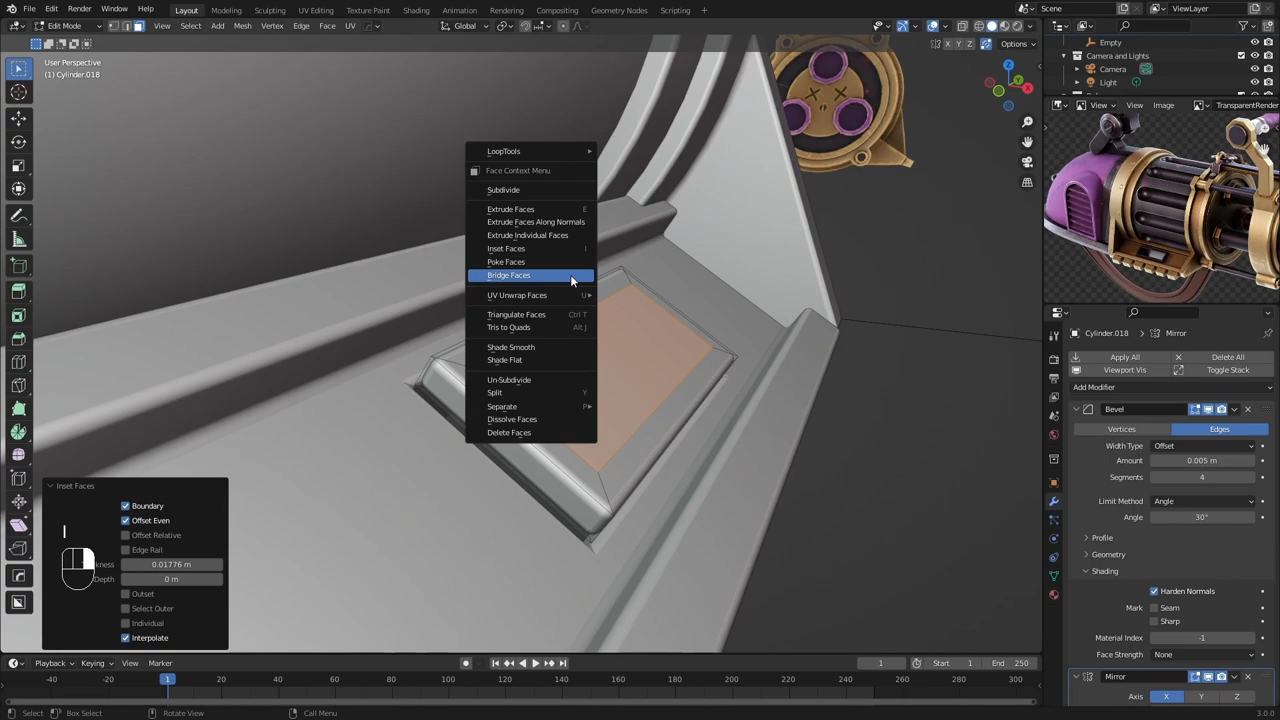 File Edit Render Window Help Layout Modeling Sculpting UV Editing Texture Paint Shading Animation Rendering Compositing Geometry Nodes Scripting + Scene ViewLayer
Edit Mode View Select Add Mesh Vertex Edge Face UV Global
X Y Z Options
User Perspective
(1) Cylinder.018
Z
Y
X
Empty
Camera and Lights
Camera
Light
View View Image TransparentRender
LoopTools
Face Context Menu
Subdivide
Extrude Faces E
Extrude Faces Along Normals
Extrude Individual Faces
Inset Faces I
Poke Faces
Bridge Faces
UV Unwrap Faces U
Triangulate Faces Ctrl T
Tris to Quads Alt J
Shade Smooth
Shade Flat
Un-Subdivide
Split Y
Separate P
Dissolve Faces
Delete Faces
Inset Faces
Boundary
Offset Even
Offset Relative
Edge Rail
kness 0.01776 m
Depth 0 m
Outset
Select Outer
Individual
Interpolate
I
Cylinder.018 Mirror
Apply All Delete All
Viewport Vis Toggle Stack
Add Modifier
Bevel
Vertices Edges
Width Type Offset
Amount 0.005 m
Segments 4
Limit Method Angle
Angle 30°
Profile
Geometry
Shading
Harden Normals
Mark Seam
Sharp
Material Index -1
Face Strength None
Mirror
Axis X Y Z
Playback Keying View Marker 1 Start 1 End 250
-40 -20 1 20 40 60 80 100 120 140 160 180 200 220 240 260 280 300
Select Box Select Rotate View Call Menu 3.0.0